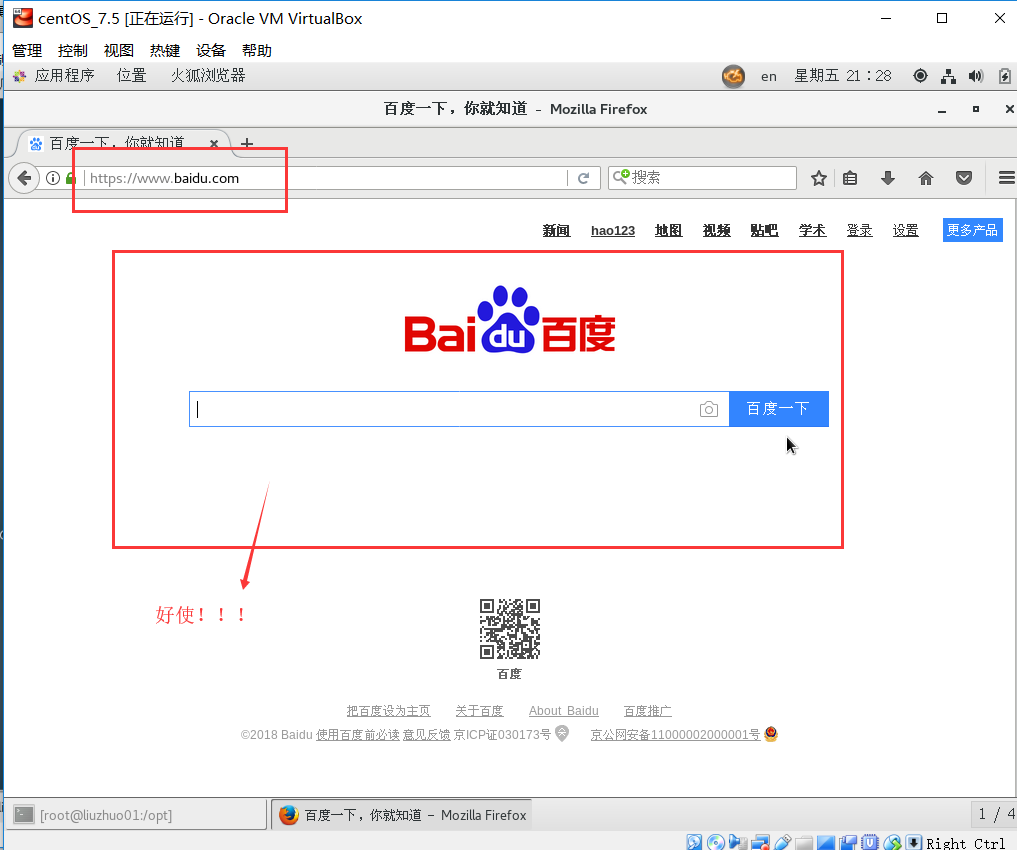 centOS_7.5 [正在运行] - Oracle VM VirtualBox
管理 控制 视图 热键 设备 帮助
应用程序 位置 火狐浏览器 en 星期五 21：28
百度一下，你就知道 - Mozilla Firefox
百度一下，你就知道
https://www.baidu.com 搜索
新闻 hao123 地图 视频 贴吧 学术 登录 设置 更多产品
Bai du 百度
百度一下
好使！！！
百度
把百度设为主页 关于百度 About Baidu 百度推广
©2018 Baidu 使用百度前必读 意见反馈 京ICP证030173号 京公网安备11000002000001号
[root@liuzhuo01:/opt] 百度一下，你就知道 - Mozilla Firefox 1 / 4
Right Ctrl